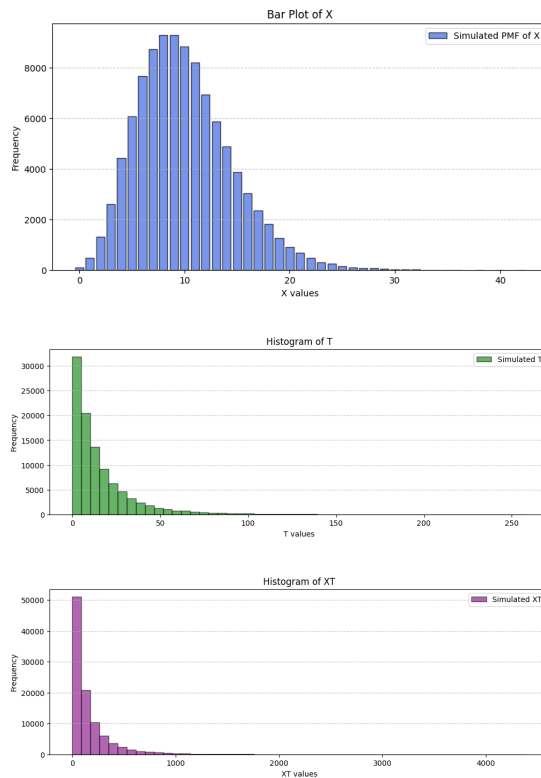 Bar Plot of X
Simulated PMF of X
8000
6000
4000
2000
0
Frequency
0 10 20 30 40
X values
Histogram of T
Simulated T
30000
25000
20000
15000
10000
5000
0
Frequency
0 50 100 150 200 250
T values
Histogram of XT
Simulated XT
50000
40000
30000
20000
10000
0
Frequency
0 1000 2000 3000 4000
XT values